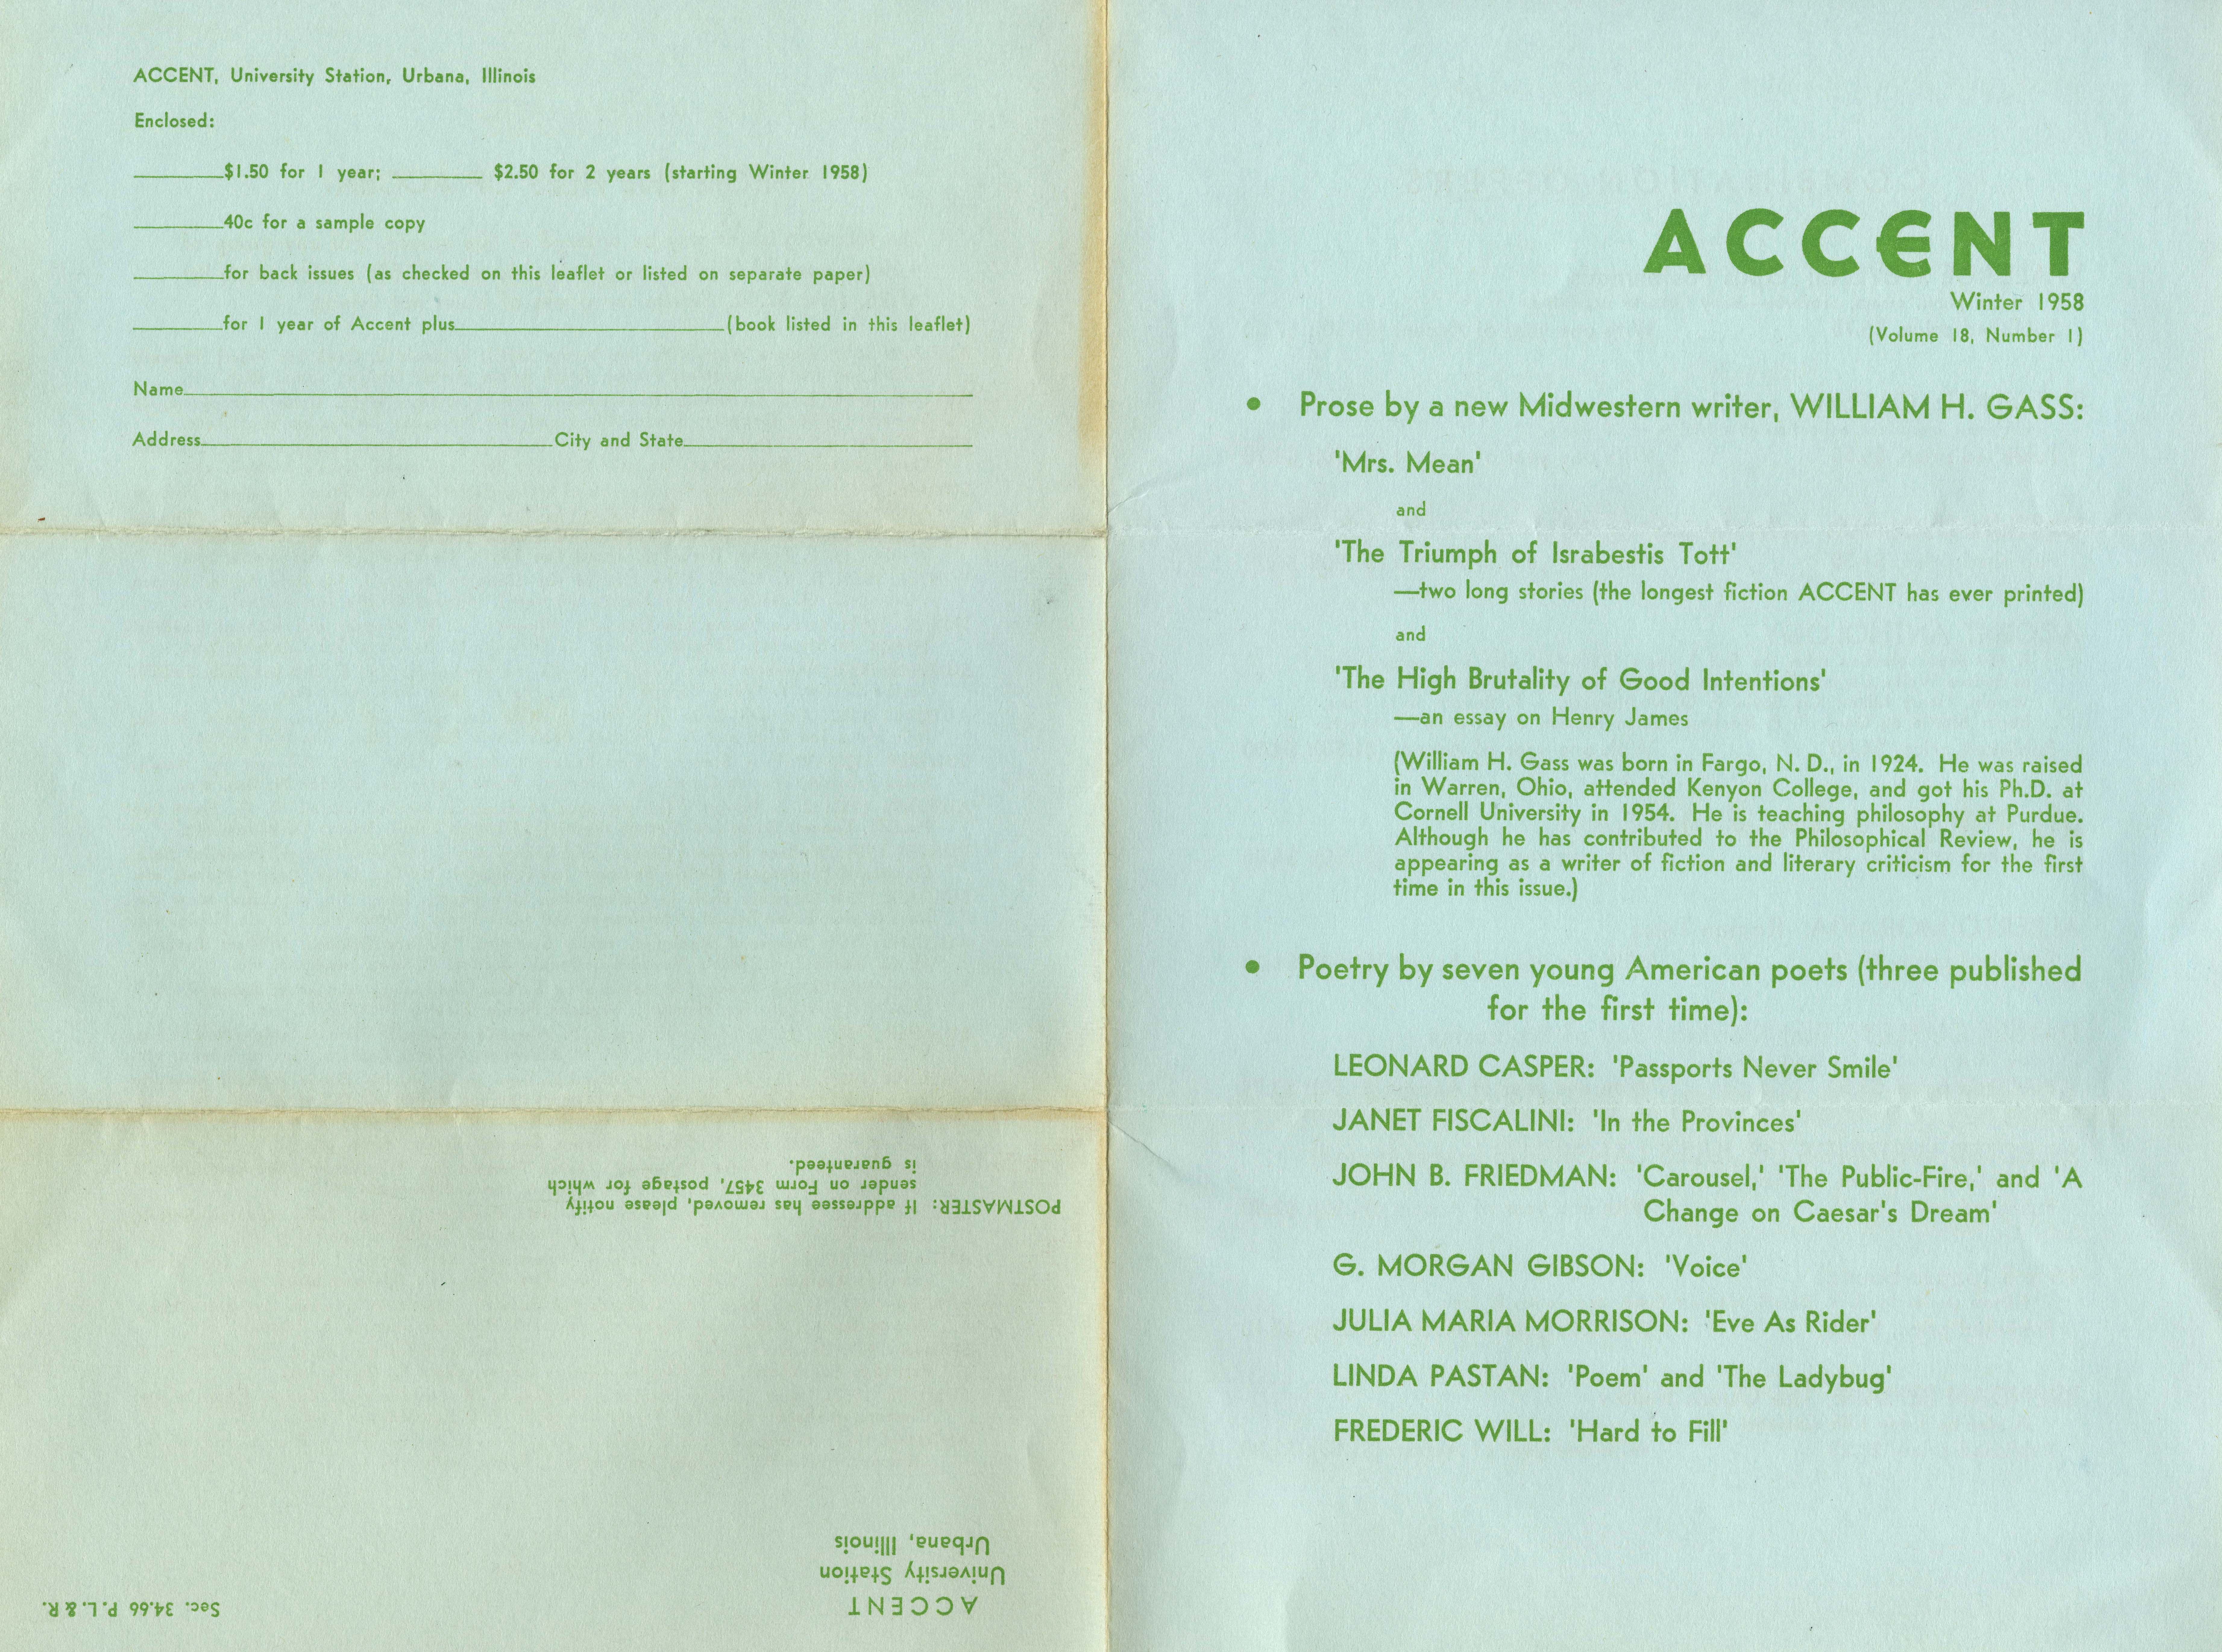 ACCENT, University Station, Urbana, Illinois
Enclosed:
________$1.50 for 1 year; ________ $2.50 for 2 years (starting Winter 1958)
________40c for a sample copy
________for back issues (as checked on this leaflet or listed on separate paper)
________for 1 year of Accent plus________________________(book listed in this leaflet)
Name________________________
Address________________________City and State________________________
POSTMASTER: If addressee has removed, please notify
sender on Form 3457, postage for which
is guaranteed.
ACCENT
University Station
Urbana, Illinois
Sec. 34.66 P. L. & R.
ACCENT
Winter 1958
(Volume 18, Number 1)
• Prose by a new Midwestern writer, WILLIAM H. GASS:
'Mrs. Mean'
and
'The Triumph of Israbestis Tott'
—two long stories (the longest fiction ACCENT has ever printed)
and
'The High Brutality of Good Intentions'
—an essay on Henry James
(William H. Gass was born in Fargo, N. D., in 1924. He was raised
in Warren, Ohio, attended Kenyon College, and got his Ph.D. at
Cornell University in 1954. He is teaching philosophy at Purdue.
Although he has contributed to the Philosophical Review, he is
appearing as a writer of fiction and literary criticism for the first
time in this issue.)
• Poetry by seven young American poets (three published
for the first time):
LEONARD CASPER: 'Passports Never Smile'
JANET FISCALINI: 'In the Provinces'
JOHN B. FRIEDMAN: 'Carousel,' 'The Public-Fire,' and 'A
Change on Caesar's Dream'
G. MORGAN GIBSON: 'Voice'
JULIA MARIA MORRISON: 'Eve As Rider'
LINDA PASTAN: 'Poem' and 'The Ladybug'
FREDERIC WILL: 'Hard to Fill'